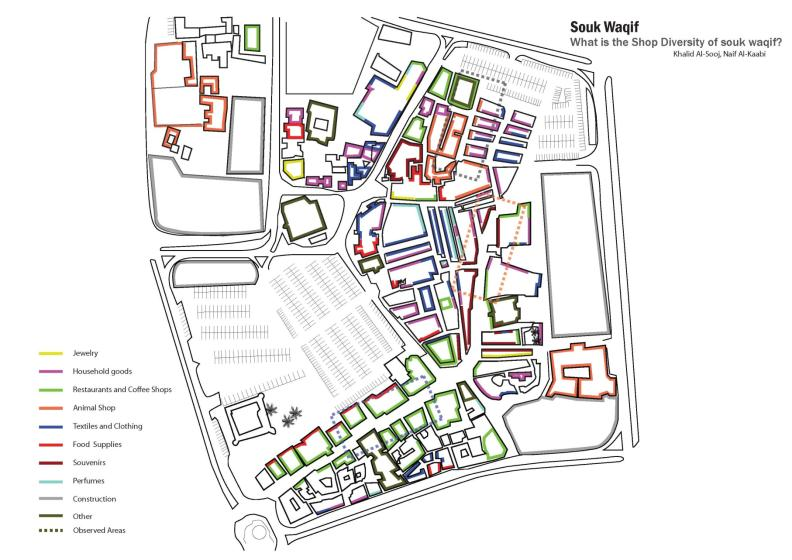 Souk Waqif
What is the Shop Diversity of souk waqif?
Khalid Al-Sooj, Naif Al-Kaabi
Jewelry
Household goods
Restaurants and Coffee Shops
Animal Shop
Textiles and Clothing
Food Supplies
Souvenirs
Perfumes
Construction
Other
Observed Areas